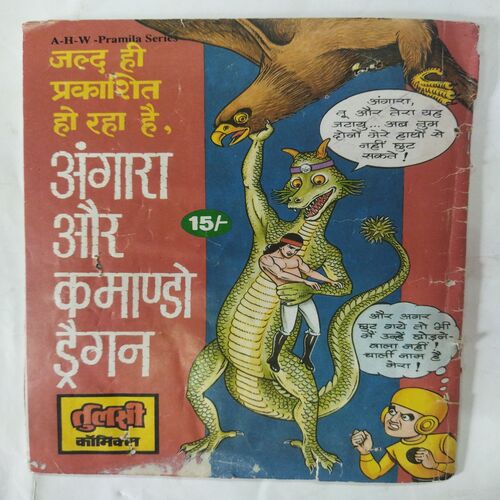 A-H-W -Pramila Series
जल्द ही
प्रकाशित
हो रहा है,
अंगारा
और
कमाण्डो
ड्रैगन
15/-
अंगारा,
तू और तेरा यह
जटायु... अब तुम
दोनों मेरे हाथों से
नहीं छुट
सकते!
और अगर
छुट गये तो भी
मैं उन्हें छोड़ने-
वाला नहीं!
चार्ली नाम है
मेरा!
तुलसी
कॉमिक्स